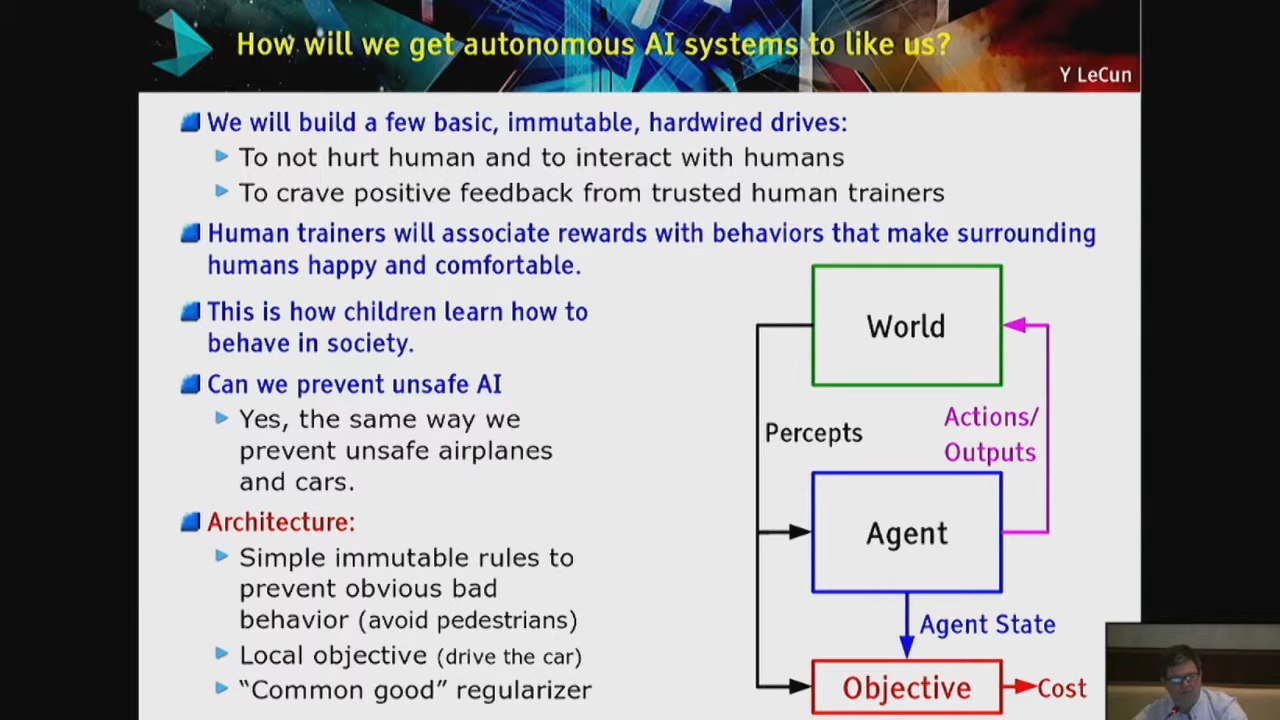 How will we get autonomous AI systems to like us?
Y LeCun
We will build a few basic, immutable, hardwired drives:
To not hurt human and to interact with humans
To crave positive feedback from trusted human trainers
Human trainers will associate rewards with behaviors that make surrounding
humans happy and comfortable.
This is how children learn how to
behave in society.
Can we prevent unsafe AI
Yes, the same way we
prevent unsafe airplanes
and cars.
Architecture:
Simple immutable rules to
prevent obvious bad
behavior (avoid pedestrians)
Local objective (drive the car)
“Common good” regularizer
World
Percepts
Actions/
Outputs
Agent
Agent State
Objective
Cost